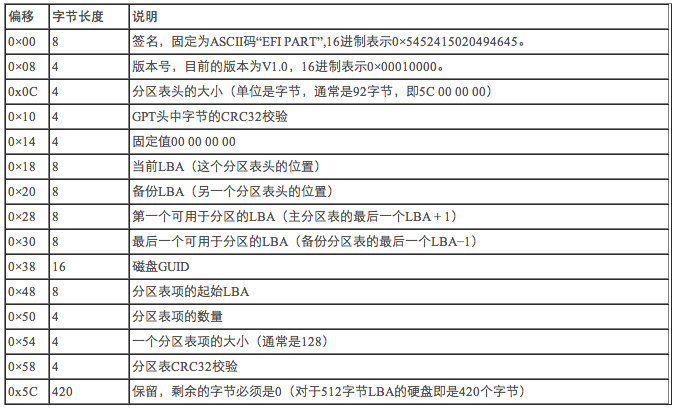 偏移 字节长度 说明
0×00 8 签名，固定为ASCII码“EFI PART”,16进制表示0×5452415020494645。
0×08 4 版本号，目前的版本为V1.0，16进制表示0×00010000。
0x0C 4 分区表头的大小（单位是字节，通常是92字节，即5C 00 00 00）
0×10 4 GPT头中字节的CRC32校验
0×14 4 固定值00 00 00 00
0×18 8 当前LBA（这个分区表头的位置）
0×20 8 备份LBA（另一个分区表头的位置）
0×28 8 第一个可用于分区的LBA（主分区表的最后一个LBA＋1）
0×30 8 最后一个可用于分区的LBA（备份分区表的最后一个LBA−1）
0×38 16 磁盘GUID
0×48 8 分区表项的起始LBA
0×50 4 分区表项的数量
0×54 4 一个分区表项的大小（通常是128）
0×58 4 分区表CRC32校验
0x5C 420 保留，剩余的字节必须是0（对于512字节LBA的硬盘即是420个字节）